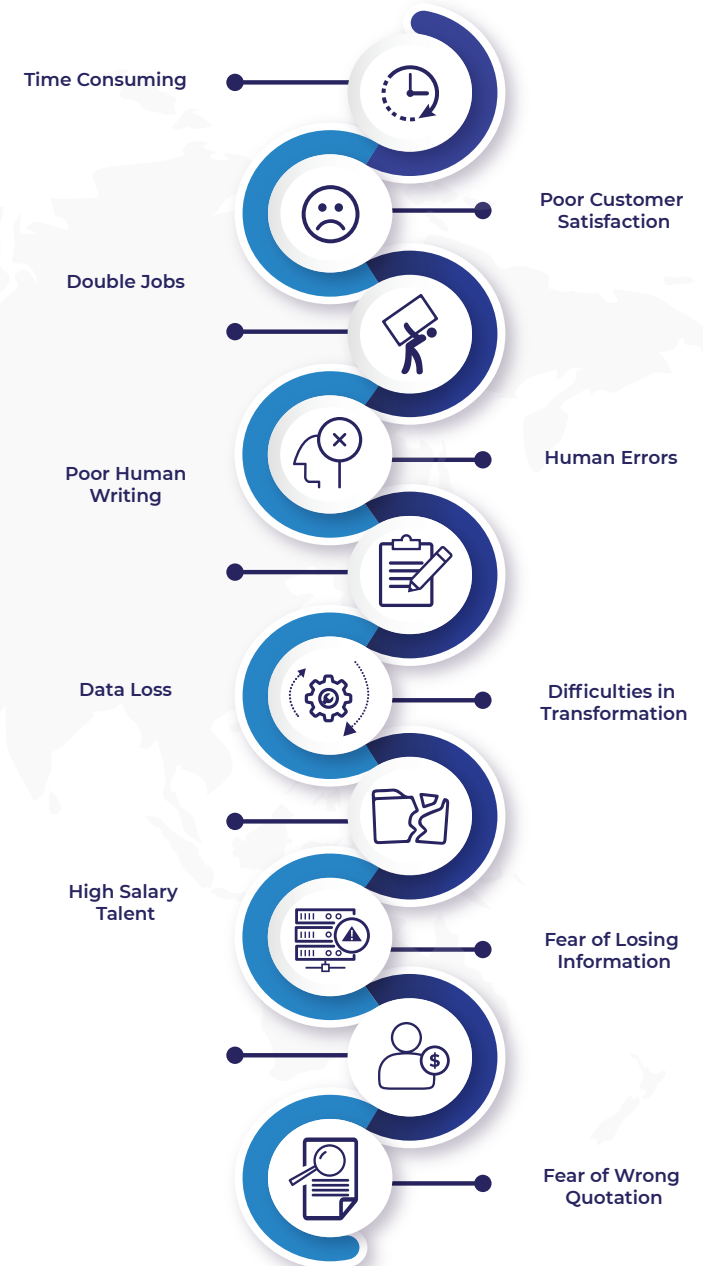 Time Consuming
Poor Customer
Satisfaction
Double Jobs
Human Errors
Poor Human
Writing
Difficulties in
Transformation
Data Loss
Fear of Losing
Information
High Salary
Talent
$
Fear of Wrong
Quotation